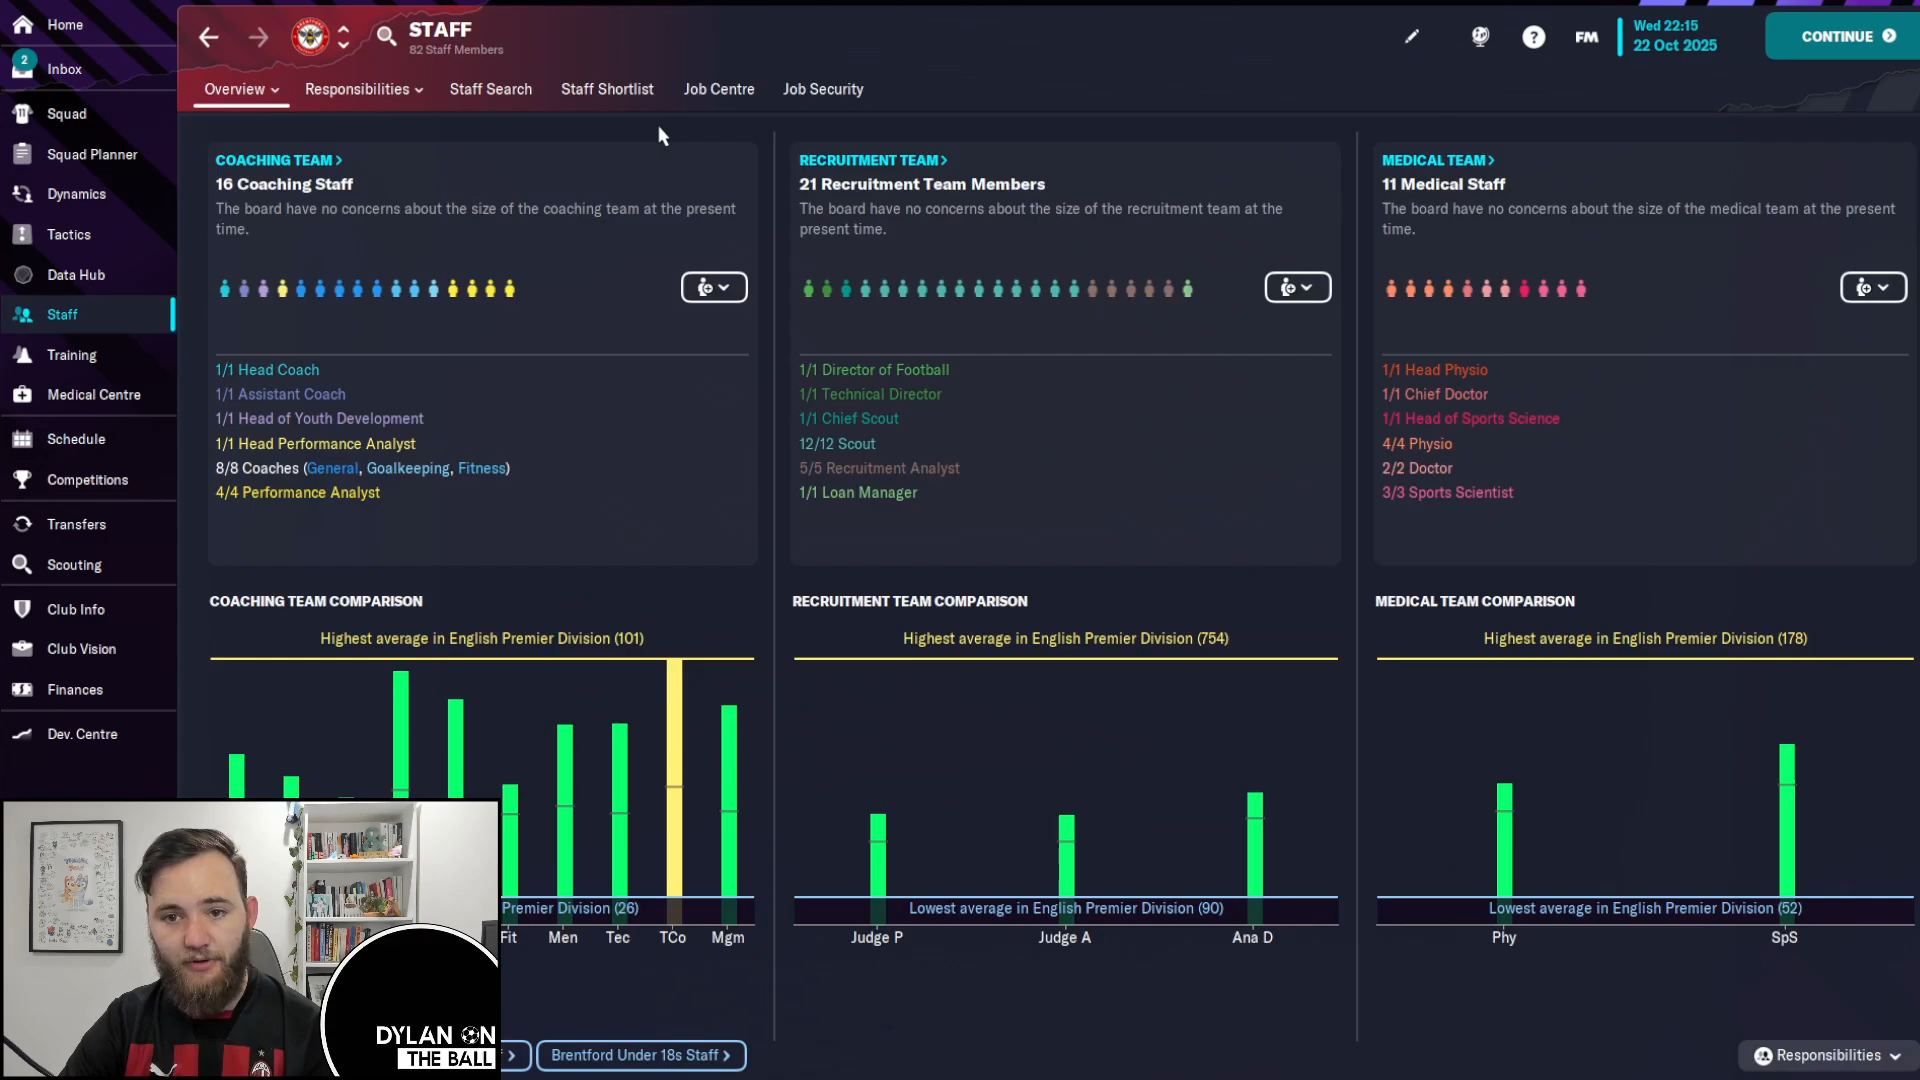 Home
2
Inbox
Squad
Squad Planner
Dynamics
Tactics
Data Hub
Staff
Training
Medical Centre
Schedule
Competitions
Transfers
Scouting
Club Info
Club Vision
Finances
Dev. Centre
STAFF
82 Staff Members
FM
Wed 22:15
22 Oct 2025
CONTINUE
Overview
Responsibilities
Staff Search
Staff Shortlist
Job Centre
Job Security
COACHING TEAM >
16 Coaching Staff
The board have no concerns about the size of the coaching team at the present
time.
1/1 Head Coach
1/1 Assistant Coach
1/1 Head of Youth Development
1/1 Head Performance Analyst
8/8 Coaches (General, Goalkeeping, Fitness)
4/4 Performance Analyst
RECRUITMENT TEAM >
21 Recruitment Team Members
The board have no concerns about the size of the recruitment team at the
present time.
1/1 Director of Football
1/1 Technical Director
1/1 Chief Scout
12/12 Scout
5/5 Recruitment Analyst
1/1 Loan Manager
MEDICAL TEAM >
11 Medical Staff
The board have no concerns about the size of the medical team at the present
time.
1/1 Head Physio
1/1 Chief Doctor
1/1 Head of Sports Science
4/4 Physio
2/2 Doctor
3/3 Sports Scientist
COACHING TEAM COMPARISON
Highest average in English Premier Division (101)
Premier Division (26)
Fit Men Tec TCo Mgm
RECRUITMENT TEAM COMPARISON
Highest average in English Premier Division (754)
Lowest average in English Premier Division (90)
Judge P Judge A Ana D
MEDICAL TEAM COMPARISON
Highest average in English Premier Division (178)
Lowest average in English Premier Division (52)
Phy SpS
DYLAN ON
THE BALL
Brentford Under 18s Staff >
Responsibilities